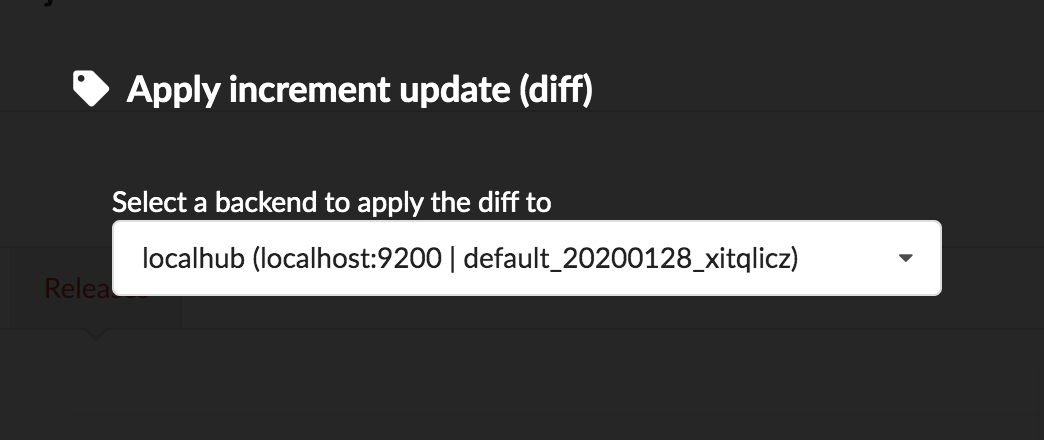 Apply increment update (diff)
Select a backend to apply the diff to
localhub (localhost:9200 | default_20200128_xitqlicz)